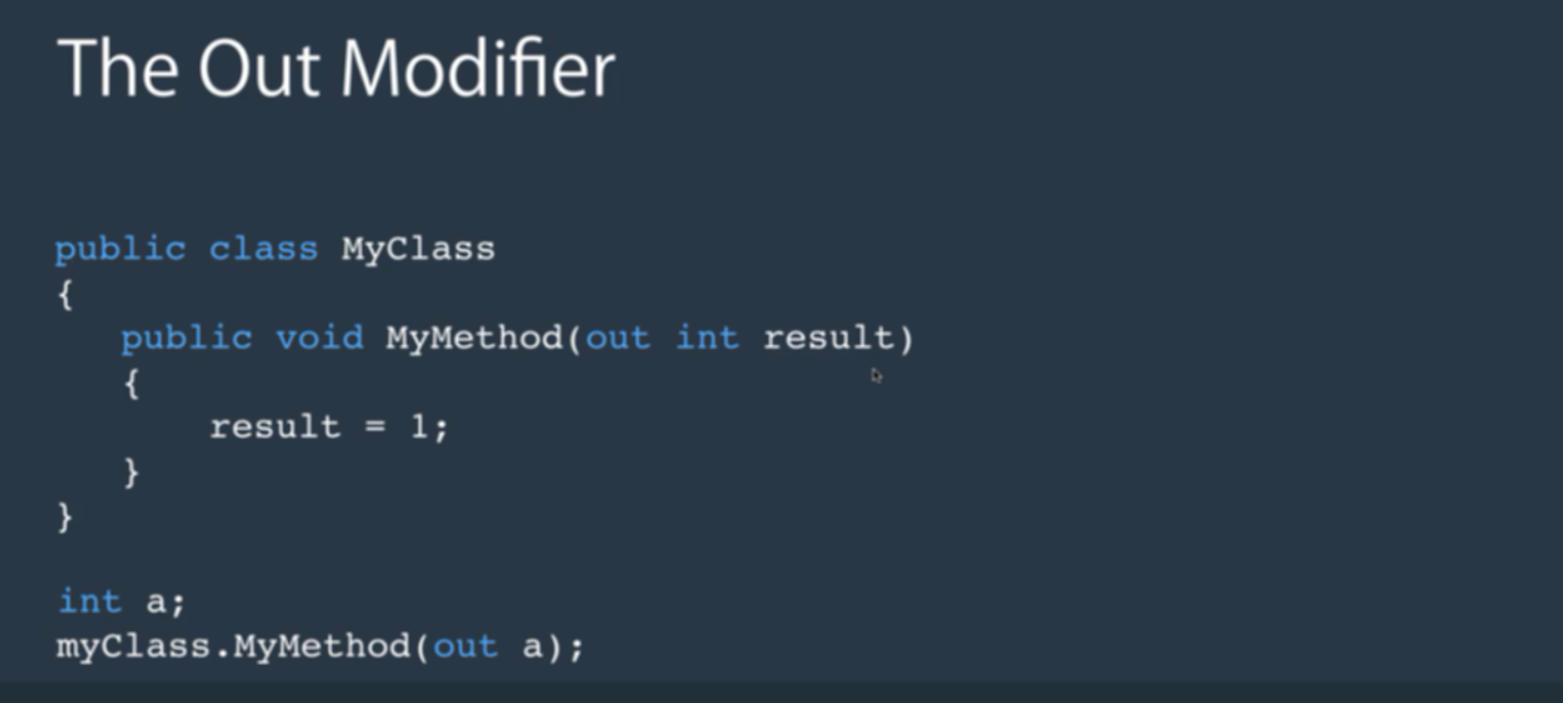 The Out Modifier
public class MyClass
{
public void MyMethod(out int result)
{
result = 1;
}
}
int a;
myClass.MyMethod(out a);